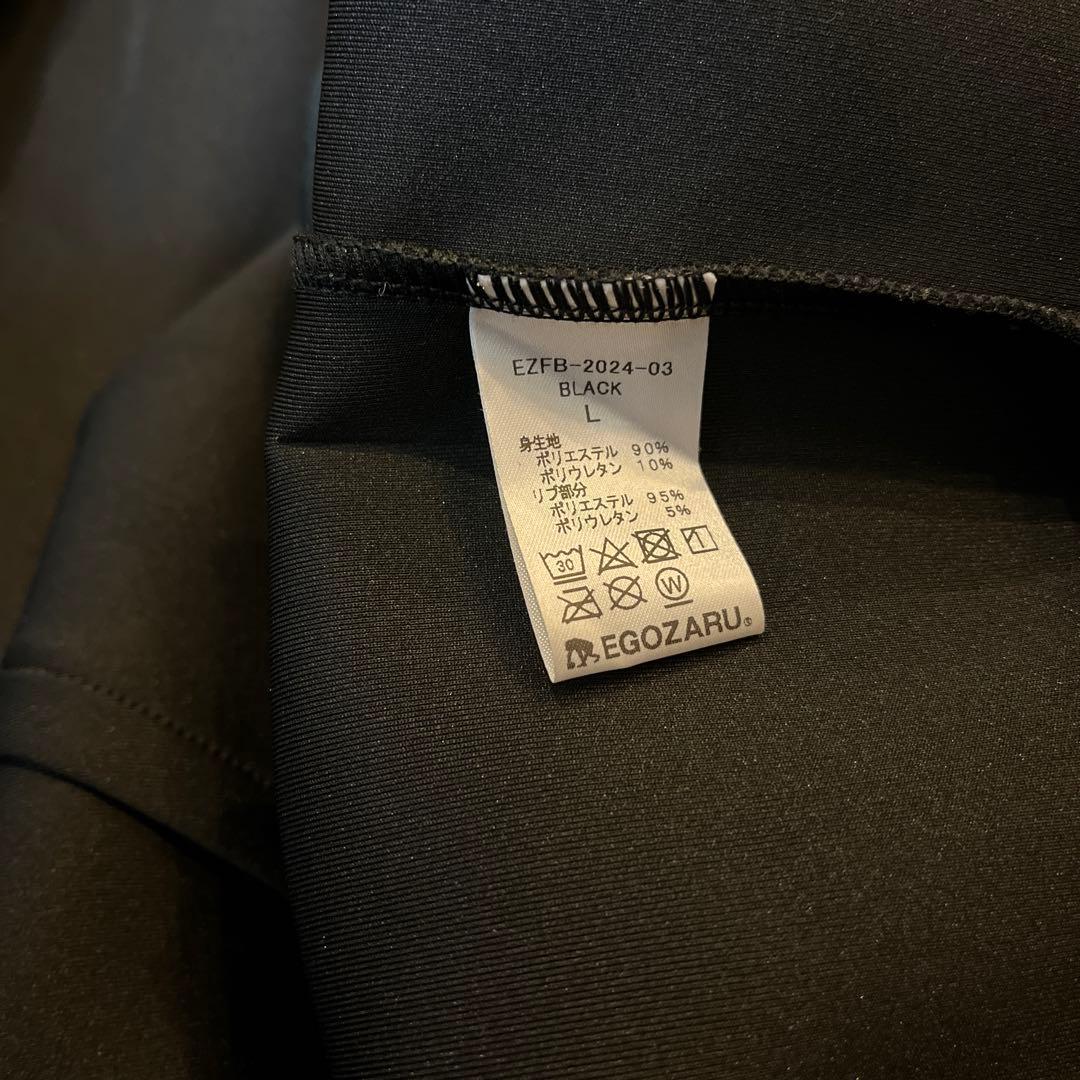 EZFB-2024-03
BLACK
L
身生地
ポリエステル 90%
ポリウレタン 10%
リブ部分
ポリエステル 95%
ポリウレタン 5%
30
W
EGOZARU